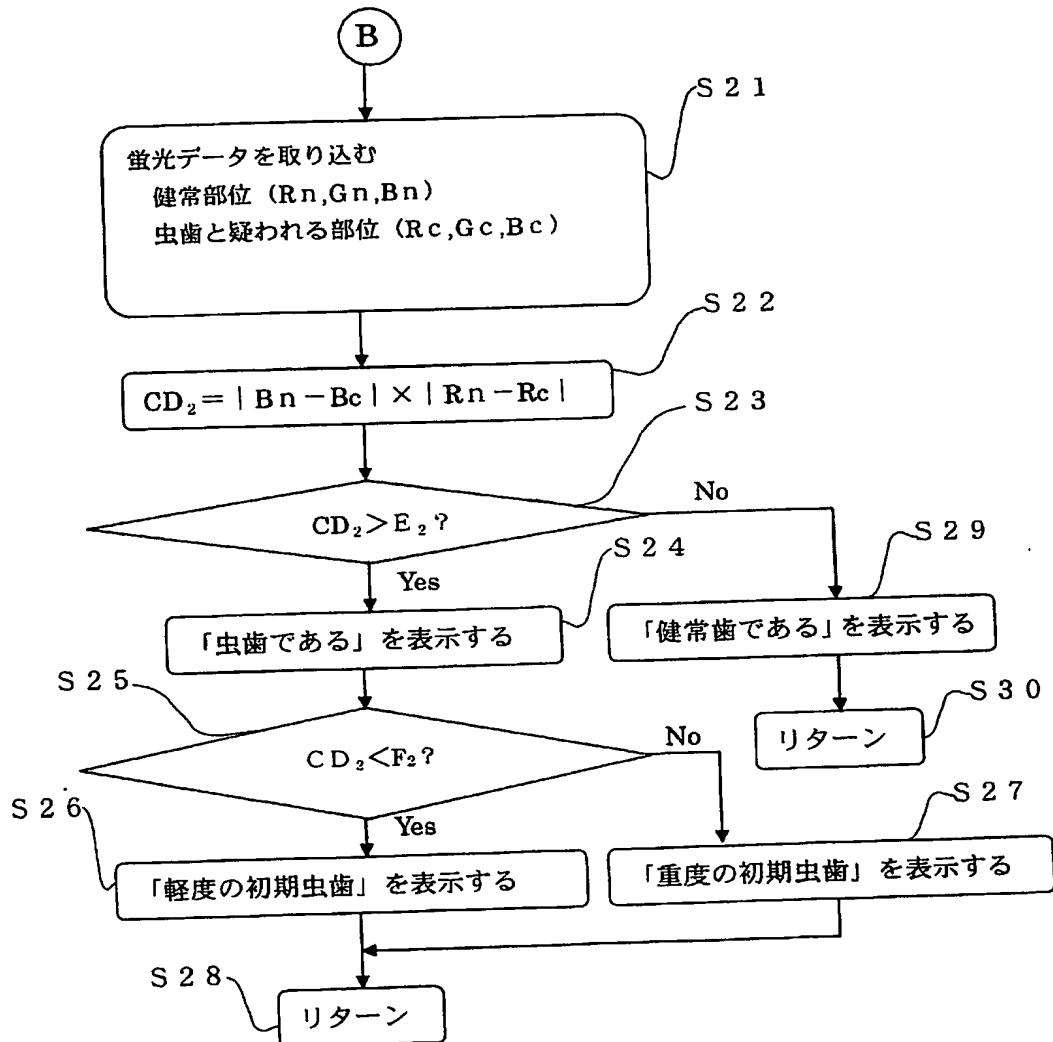 B
S21
蛍光データを取り込む
健常部位（Rn,Gn,Bn）
虫歯と疑われる部位（Rc,Gc,Bc）
S22
CD₂＝｜Bn－Bc｜×｜Rn－Rc｜
S23
CD₂＞E₂？
No
Yes
S24
S29
「虫歯である」を表示する
「健常歯である」を表示する
S25
S30
リターン
CD₂<F₂？
No
Yes
S26
S27
「軽度の初期虫歯」を表示する
「重度の初期虫歯」を表示する
S28
リターン